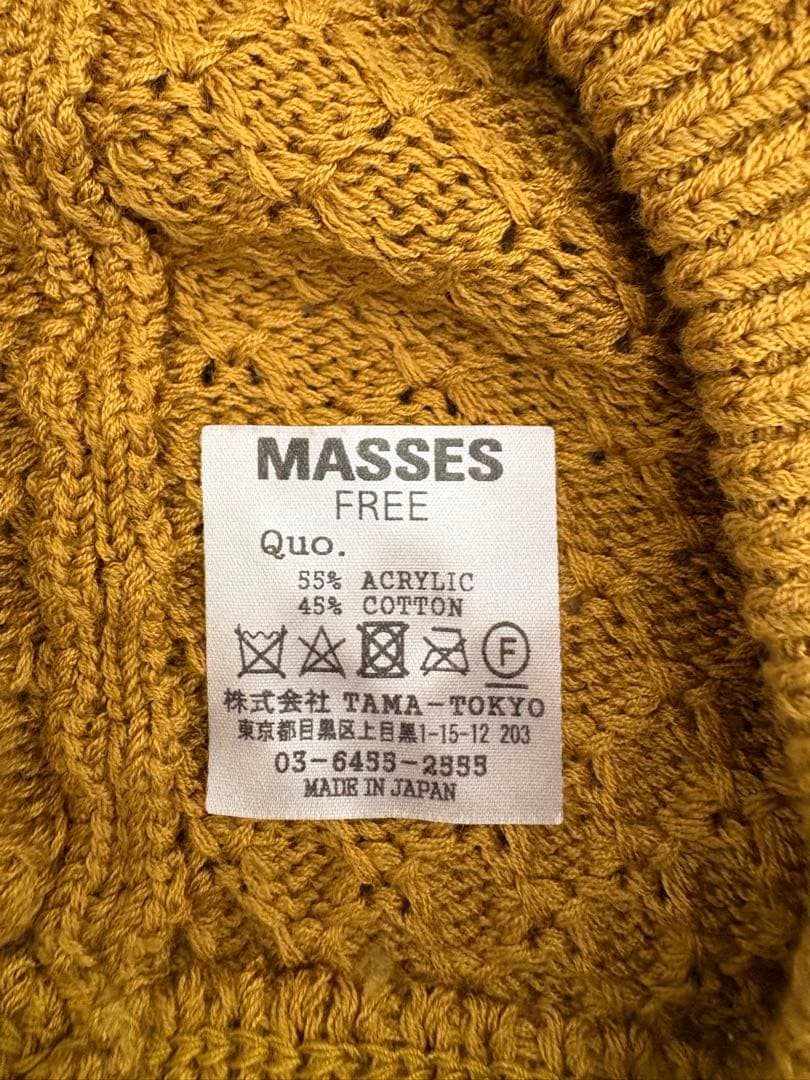 MASSES
FREE
Quo.
55% ACRYLIC
45% COTTON
F
株式会社 TAMA-TOKYO
東京都目黒区上目黒1-15-12 203
03-6455-2555
MADE IN JAPAN